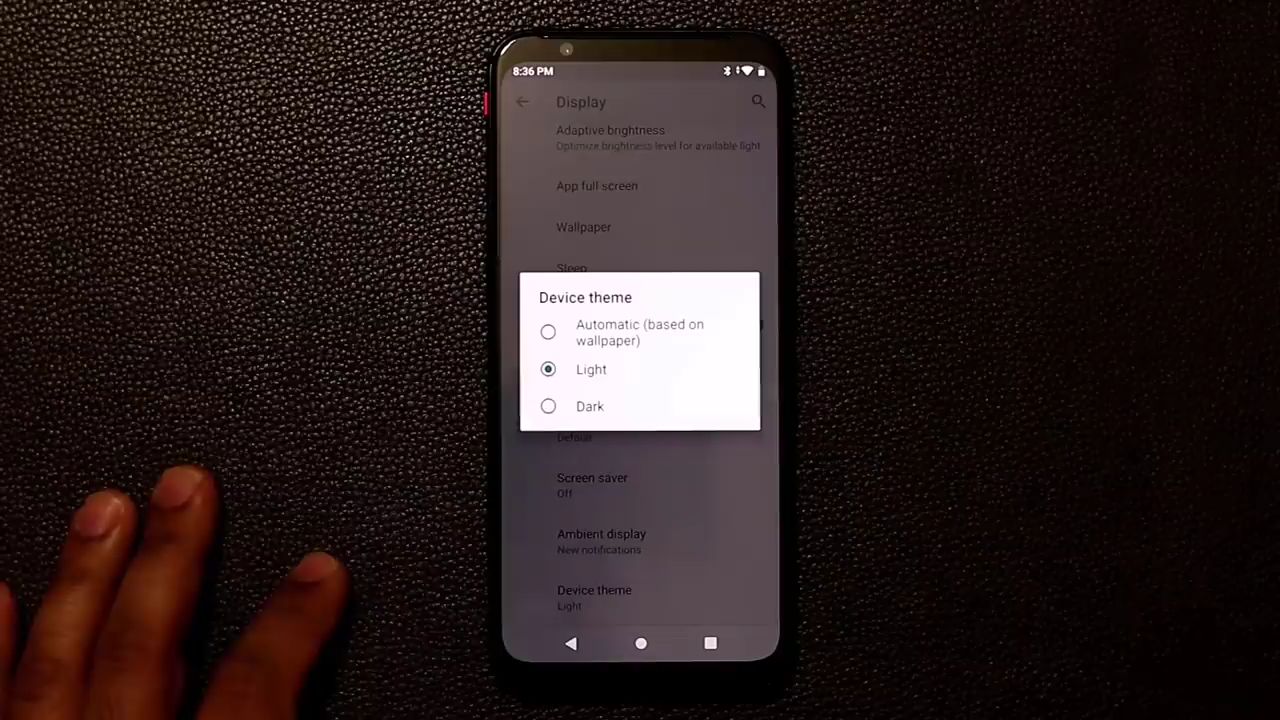 8:36 PM
Display
Adaptive brightness
Optimize brightness level for available light
App full screen
Wallpaper
Sleep
Device theme
Automatic (based on
wallpaper)
Light
Dark
Default
Screen saver
Off
Ambient display
New notifications
Device theme
Light